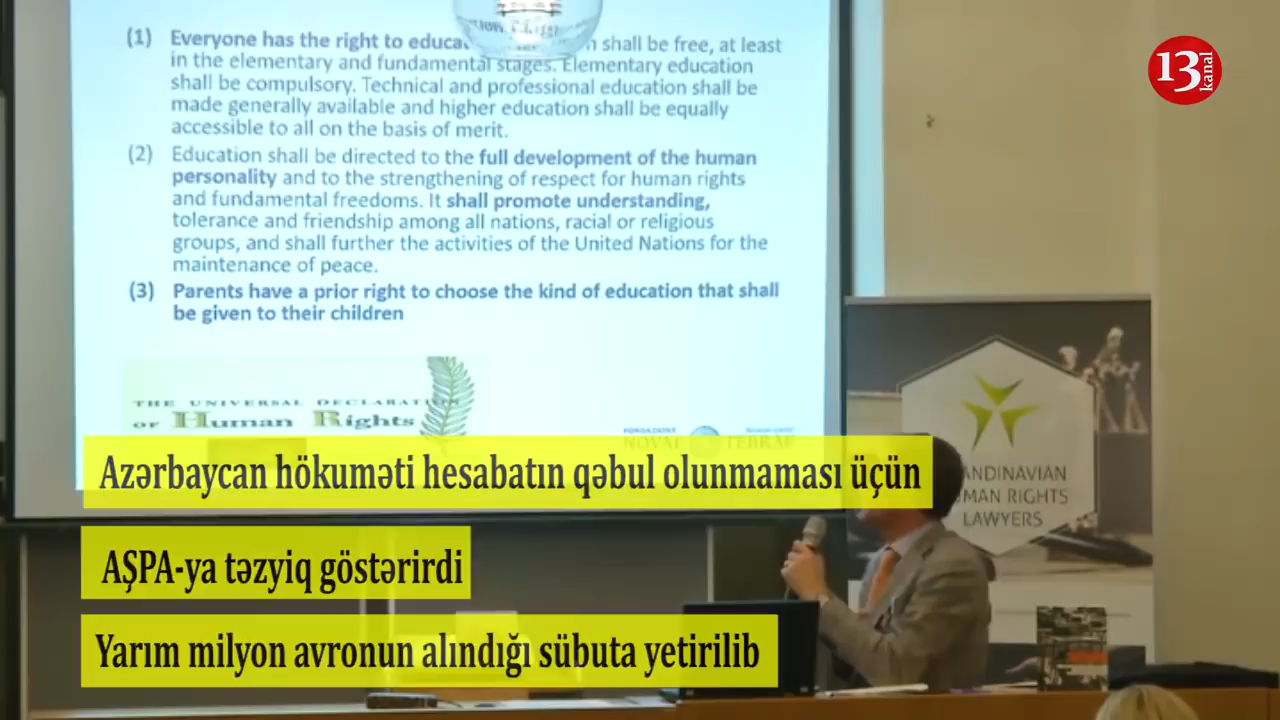 (1) Everyone has the right to shall be free, at least
in the elementary and fundamental stages. Elementary education
shall be compulsory. Technical and professional education shall be
made generally available and higher education shall be equally
accessible to all on the basis of merit.
(2) Education shall be directed to the full development of the human
personality and to the strengthening of respect for human rights
and fundamental freedoms. It shall promote understanding,
tolerance and friendship among all nations, racial or religious
groups, and shall further the activities of the United Nations for the
maintenance of peace.
(3) Parents have a prior right to choose the kind of education that shall
be given to their children
THE UNIVERSAL DECLARATION
OF Human Rights
FONDAZIONE
NOVAE TERRAE
13 kanal
Azərbaycan hökuməti hesabatın qəbul olunmaması üçün
AŞPA-ya təzyiq göstərirdi
Yarım milyon avronun alındığı sübuta yetirilib
RIGHTS
LAWYERS